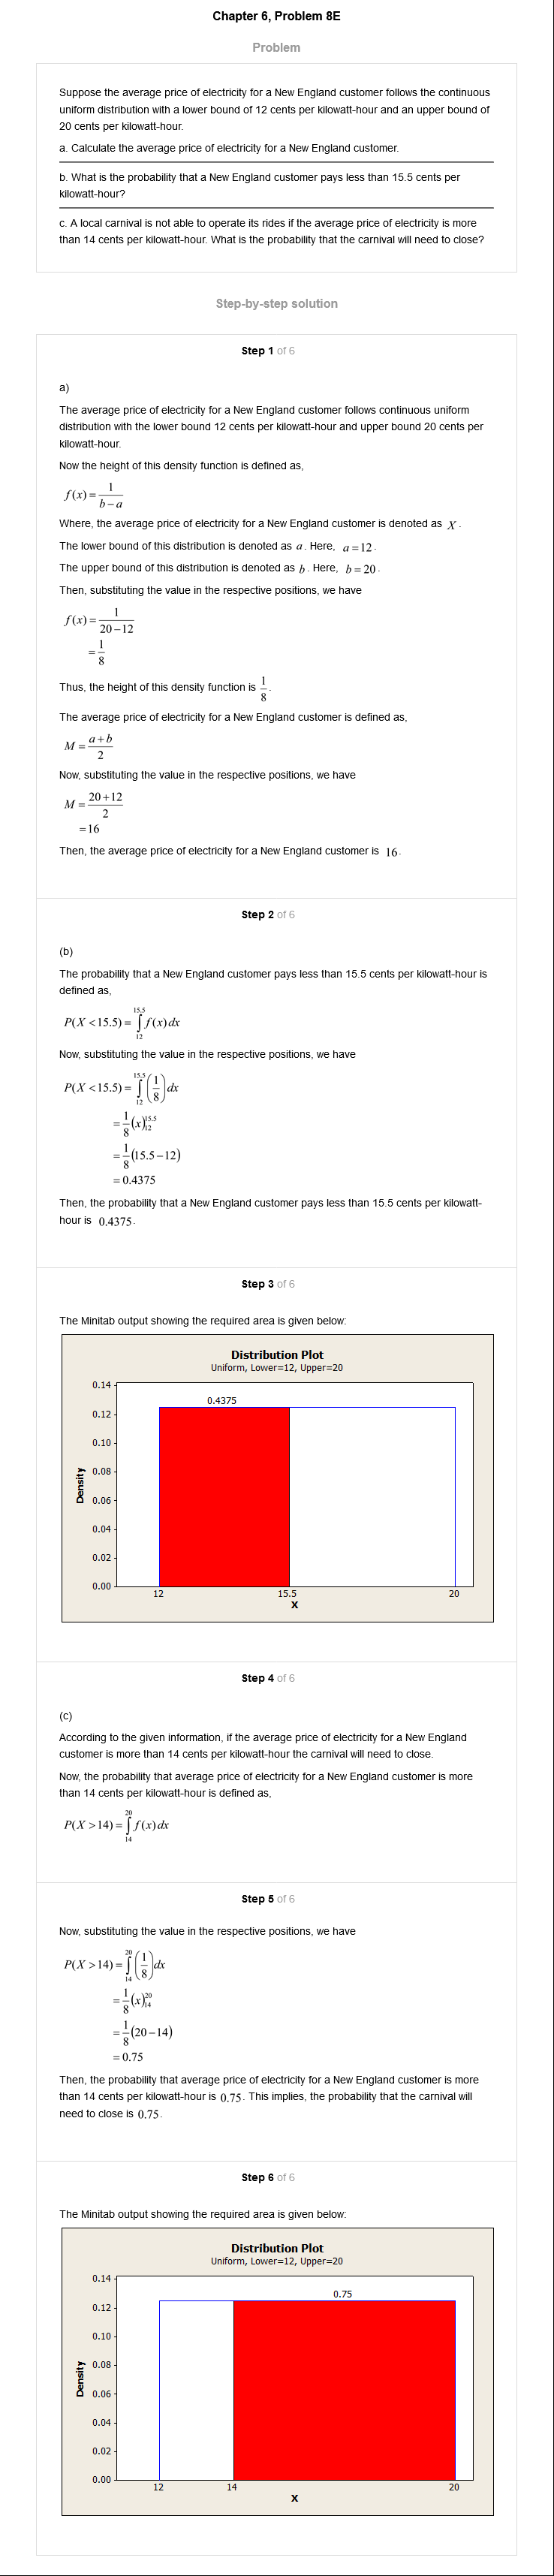 Chapter 6, Problem 8E
Problem
Suppose the average price of electricity for a New England customer follows the continuous
uniform distribution with a lower bound of 12 cents per kilowatt-hour and an upper bound of
20 cents per kilowatt-hour.
a. Calculate the average price of electricity for a New England customer.
b. What is the probability that a New England customer pays less than 15.5 cents per
kilowatt-hour?
c. A local carnival is not able to operate its rides if the average price of electricity is more
than 14 cents per kilowatt-hour. What is the probability that the carnival will need to close?
Step-by-step solution
Step 1 of 6
a)
The average price of electricity for a New England customer follows continuous uniform
distribution with the lower bound 12 cents per kilowatt-hour and upper bound 20 cents per
kilowatt-hour.
Now the height of this density function is defined as,
f(x) = 1/(b−a)
Where, the average price of electricity for a New England customer is denoted as X.
The lower bound of this distribution is denoted as a. Here, a=12.
The upper bound of this distribution is denoted as b. Here, b=20.
Then, substituting the value in the respective positions, we have
f(x) = 1/(20−12)
= 1/8
Thus, the height of this density function is 1/8.
The average price of electricity for a New England customer is defined as,
M = (a+b)/2
Now, substituting the value in the respective positions, we have
M = (20+12)/2
=16
Then, the average price of electricity for a New England customer is 16.
Step 2 of 6
(b)
The probability that a New England customer pays less than 15.5 cents per kilowatt-hour is
defined as,
P(X<15.5) = ∫₁₂^15.5 f(x)dx
Now, substituting the value in the respective positions, we have
P(X<15.5) = ∫₁₂^15.5 (1/8)dx
= 1/8 (x)₁₂^15.5
= 1/8 (15.5−12)
= 0.4375
Then, the probability that a New England customer pays less than 15.5 cents per kilowatt-
hour is 0.4375.
Step 3 of 6
The Minitab output showing the required area is given below:
Distribution Plot
Uniform, Lower=12, Upper=20
0.4375
0.14
0.12
0.10
0.08
0.06
0.04
0.02
0.00
Density
12 15.5 20
X
Step 4 of 6
(c)
According to the given information, if the average price of electricity for a New England
customer is more than 14 cents per kilowatt-hour the carnival will need to close.
Now, the probability that average price of electricity for a New England customer is more
than 14 cents per kilowatt-hour is defined as,
P(X>14) = ∫₁₄²⁰ f(x)dx
Step 5 of 6
Now, substituting the value in the respective positions, we have
P(X>14) = ∫₁₄²⁰ (1/8)dx
= 1/8 (x)₁₄²⁰
= 1/8 (20−14)
= 0.75
Then, the probability that average price of electricity for a New England customer is more
than 14 cents per kilowatt-hour is 0.75. This implies, the probability that the carnival will
need to close is 0.75.
Step 6 of 6
The Minitab output showing the required area is given below:
Distribution Plot
Uniform, Lower=12, Upper=20
0.75
0.14
0.12
0.10
0.08
0.06
0.04
0.02
0.00
Density
12 14 20
X